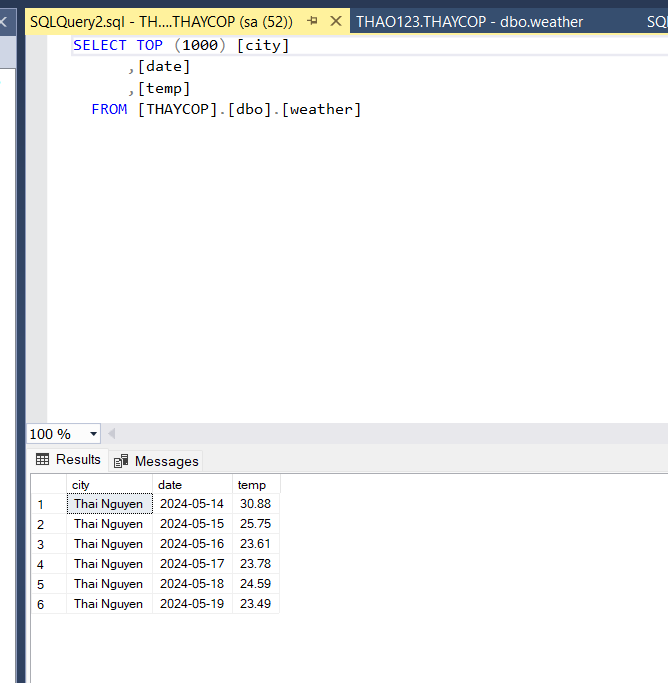 SQLQuery2.sql - TH....THAYCOP (sa (52)) THAO123.THAYCOP - dbo.weather SQL
SELECT TOP (1000) [city]
,[date]
,[temp]
FROM [THAYCOP].[dbo].[weather]
100 %
Results Messages
city date temp
1 Thai Nguyen 2024-05-14 30.88
2 Thai Nguyen 2024-05-15 25.75
3 Thai Nguyen 2024-05-16 23.61
4 Thai Nguyen 2024-05-17 23.78
5 Thai Nguyen 2024-05-18 24.59
6 Thai Nguyen 2024-05-19 23.49